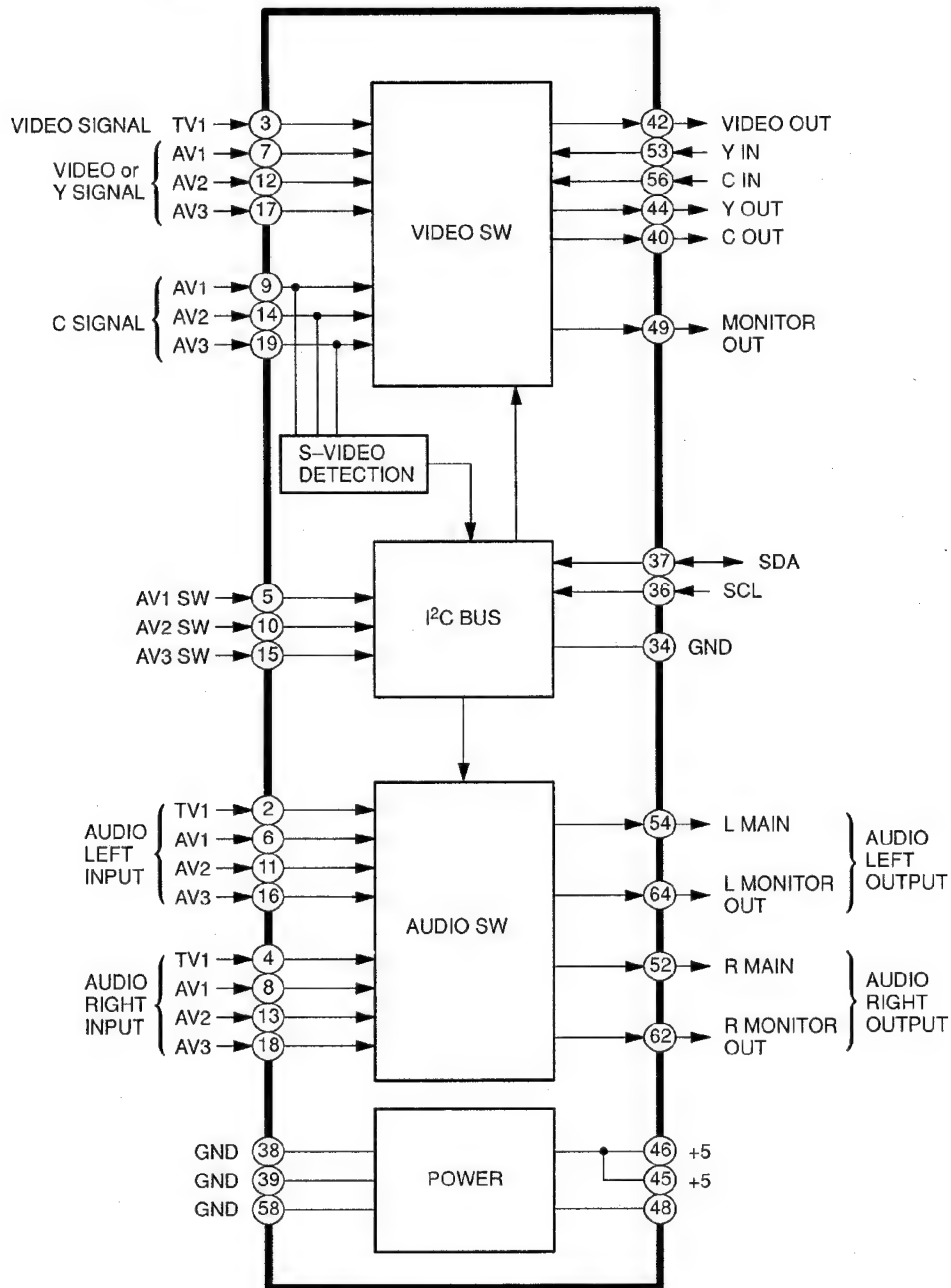 VIDEO SIGNAL TV1 3
VIDEO or
Y SIGNAL
AV1 7
AV2 12
AV3 17
C SIGNAL
AV1 9
AV2 14
AV3 19
VIDEO SW
42 VIDEO OUT
53 Y IN
56 C IN
44 Y OUT
40 C OUT
49 MONITOR
OUT
S–VIDEO
DETECTION
AV1 SW 5
AV2 SW 10
AV3 SW 15
I²C BUS
37 SDA
36 SCL
34 GND
AUDIO
LEFT
INPUT
TV1 2
AV1 6
AV2 11
AV3 16
AUDIO
RIGHT
INPUT
TV1 4
AV1 8
AV2 13
AV3 18
AUDIO SW
54 L MAIN
64 L MONITOR
OUT
AUDIO
LEFT
OUTPUT
52 R MAIN
62 R MONITOR
OUT
AUDIO
RIGHT
OUTPUT
GND 38
GND 39
GND 58
POWER
46 +5
45 +5
48